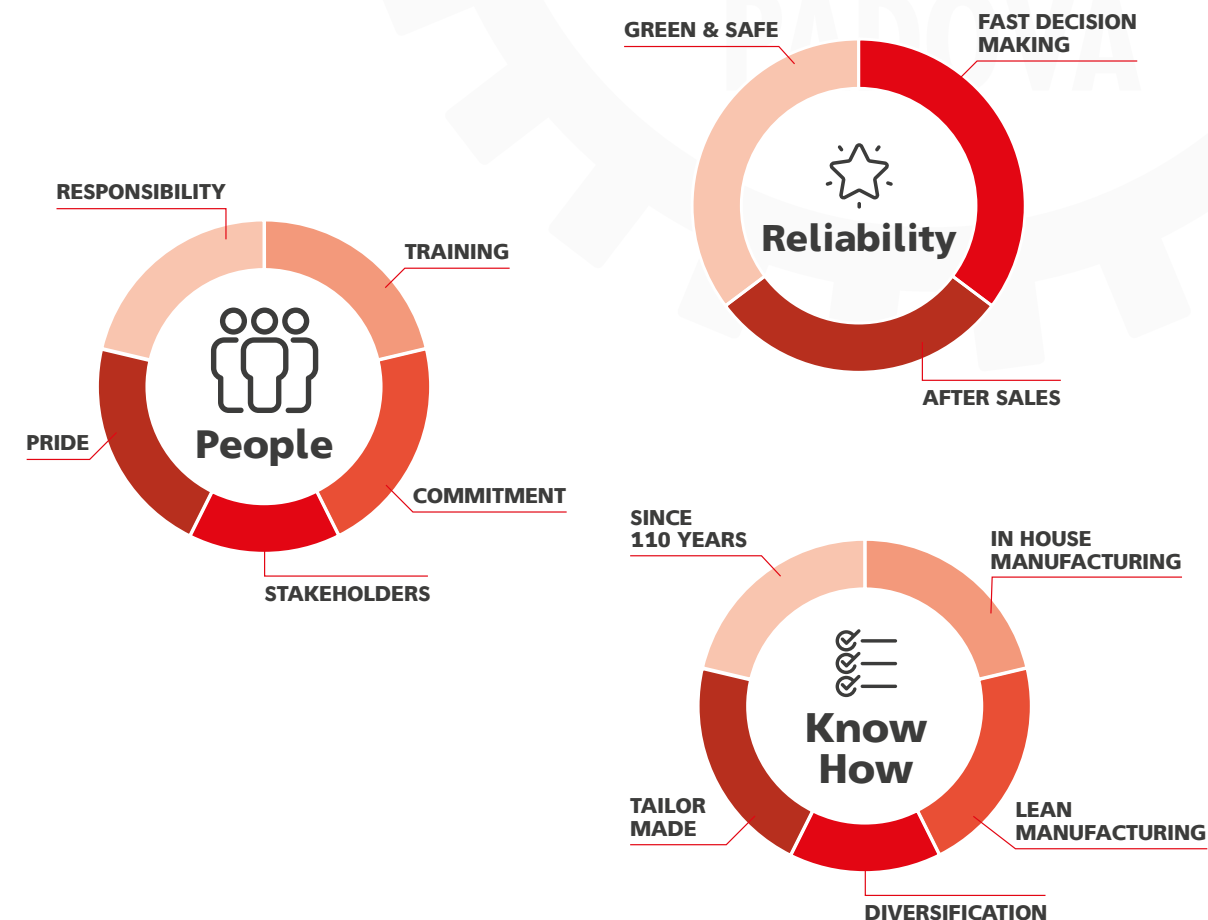 PADOVA
GREEN & SAFE
FAST DECISION
MAKING
Reliability
AFTER SALES
RESPONSIBILITY
TRAINING
People
PRIDE
COMMITMENT
STAKEHOLDERS
SINCE
110 YEARS
IN HOUSE
MANUFACTURING
Know
How
TAILOR
MADE
LEAN
MANUFACTURING
DIVERSIFICATION